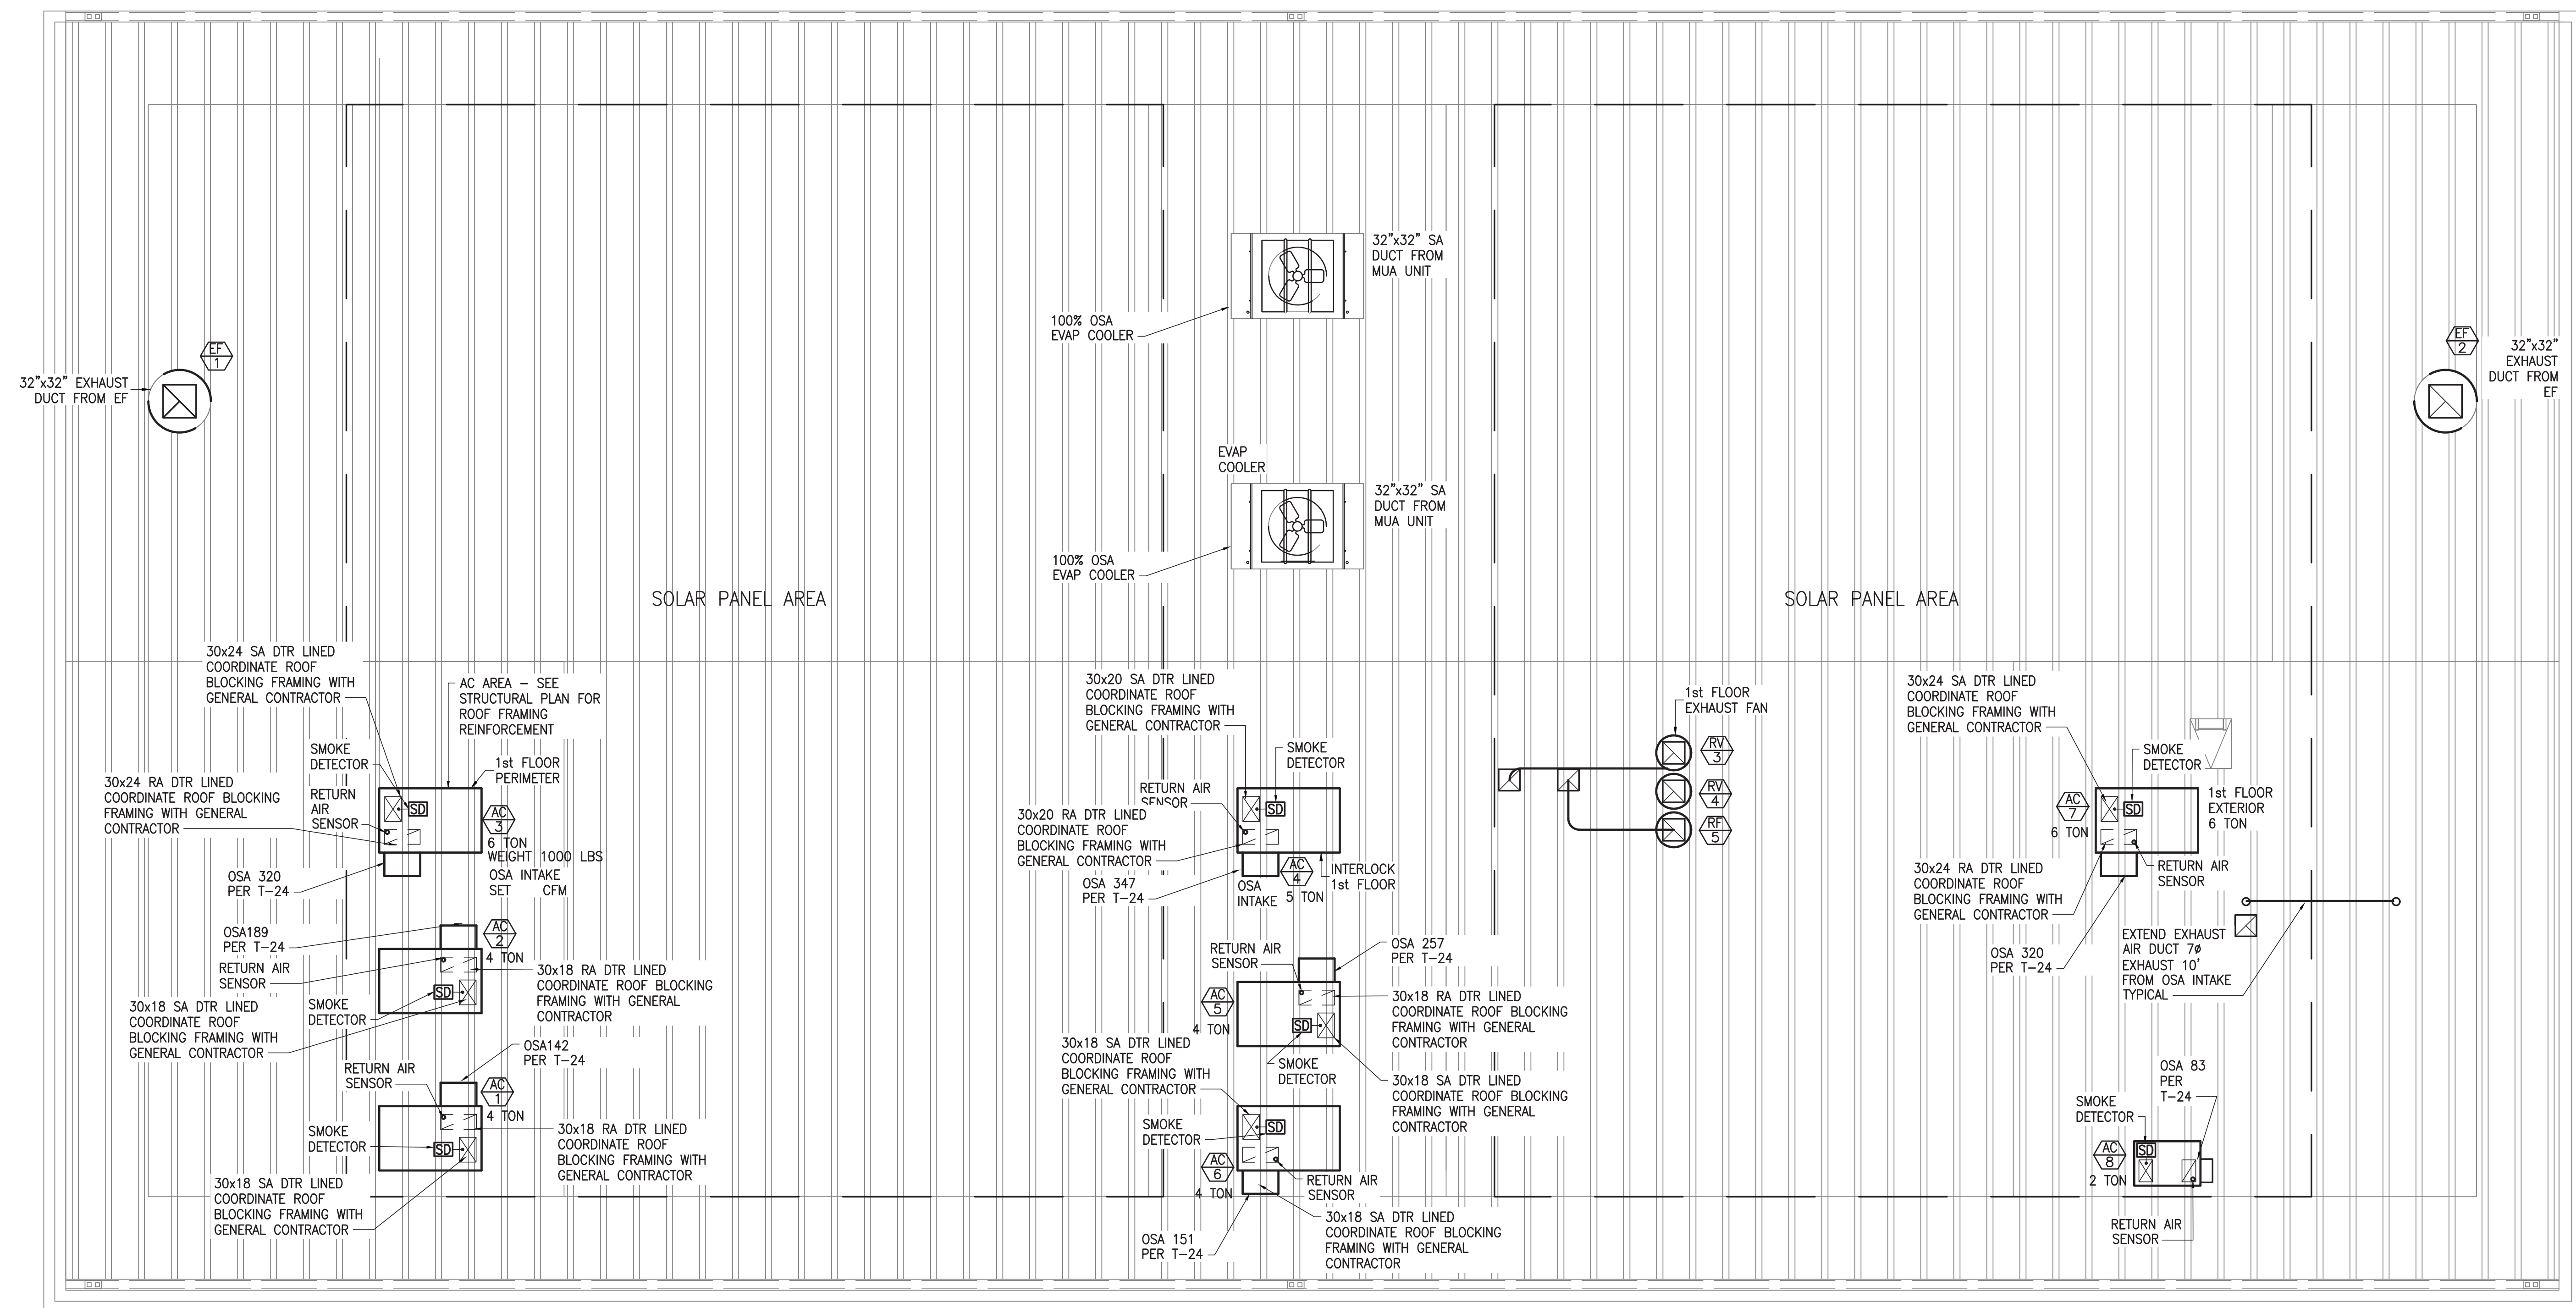 32"x32" SA
DUCT FROM
MUA UNIT
100% OSA
EVAP COOLER
EF
1
32"x32" EXHAUST
DUCT FROM EF
EF
2
32"x32"
EXHAUST
DUCT FROM
EF
EVAP
COOLER
32"x32" SA
DUCT FROM
MUA UNIT
100% OSA
EVAP COOLER
SOLAR PANEL AREA
SOLAR PANEL AREA
30x24 SA DTR LINED
COORDINATE ROOF
BLOCKING FRAMING WITH
GENERAL CONTRACTOR
AC AREA – SEE
STRUCTURAL PLAN FOR
ROOF FRAMING
REINFORCEMENT
SMOKE
DETECTOR
1st FLOOR
PERIMETER
30x24 RA DTR LINED
COORDINATE ROOF BLOCKING
FRAMING WITH GENERAL
CONTRACTOR
RETURN
AIR
SENSOR
SD
AC
3
6 TON
WEIGHT 1000 LBS
OSA INTAKE
SET CFM
OSA 320
PER T-24
OSA189
PER T-24
AC
2
4 TON
RETURN AIR
SENSOR
30x18 RA DTR LINED
COORDINATE ROOF BLOCKING
FRAMING WITH GENERAL
CONTRACTOR
SD
30x18 SA DTR LINED
COORDINATE ROOF
BLOCKING FRAMING WITH
GENERAL CONTRACTOR
SMOKE
DETECTOR
OSA142
PER T-24
RETURN AIR
SENSOR
AC
1
4 TON
SMOKE
DETECTOR
SD
30x18 RA DTR LINED
COORDINATE ROOF
BLOCKING FRAMING WITH
GENERAL CONTRACTOR
30x18 SA DTR LINED
COORDINATE ROOF
BLOCKING FRAMING WITH
GENERAL CONTRACTOR
30x20 SA DTR LINED
COORDINATE ROOF
BLOCKING FRAMING WITH
GENERAL CONTRACTOR
SMOKE
DETECTOR
RETURN AIR
SENSOR
SD
30x20 RA DTR LINED
COORDINATE ROOF
BLOCKING FRAMING WITH
GENERAL CONTRACTOR
OSA 347
PER T-24
OSA
INTAKE
AC
4
5 TON
INTERLOCK
1st FLOOR
RETURN AIR
SENSOR
OSA 257
PER T-24
AC
5
4 TON
30x18 RA DTR LINED
COORDINATE ROOF BLOCKING
FRAMING WITH GENERAL
CONTRACTOR
SD
SMOKE
DETECTOR
30x18 SA DTR LINED
COORDINATE ROOF BLOCKING
FRAMING WITH GENERAL
CONTRACTOR
30x18 SA DTR LINED
COORDINATE ROOF
BLOCKING FRAMING WITH
GENERAL CONTRACTOR
SMOKE
DETECTOR
SD
AC
6
4 TON
RETURN AIR
SENSOR
OSA 151
PER T-24
30x18 SA DTR LINED
COORDINATE ROOF BLOCKING
FRAMING WITH GENERAL
CONTRACTOR
1st FLOOR
EXHAUST FAN
RV
3
RV
4
RF
5
30x24 SA DTR LINED
COORDINATE ROOF
BLOCKING FRAMING WITH
GENERAL CONTRACTOR
SMOKE
DETECTOR
AC
7
6 TON
SD
1st FLOOR
EXTERIOR
6 TON
30x24 RA DTR LINED
COORDINATE ROOF
BLOCKING FRAMING WITH
GENERAL CONTRACTOR
RETURN AIR
SENSOR
OSA 320
PER T-24
EXTEND EXHAUST
AIR DUCT 7ø
EXHAUST 10'
FROM OSA INTAKE
TYPICAL
OSA 83
PER
T-24
SMOKE
DETECTOR
SD
AC
8
2 TON
RETURN AIR
SENSOR